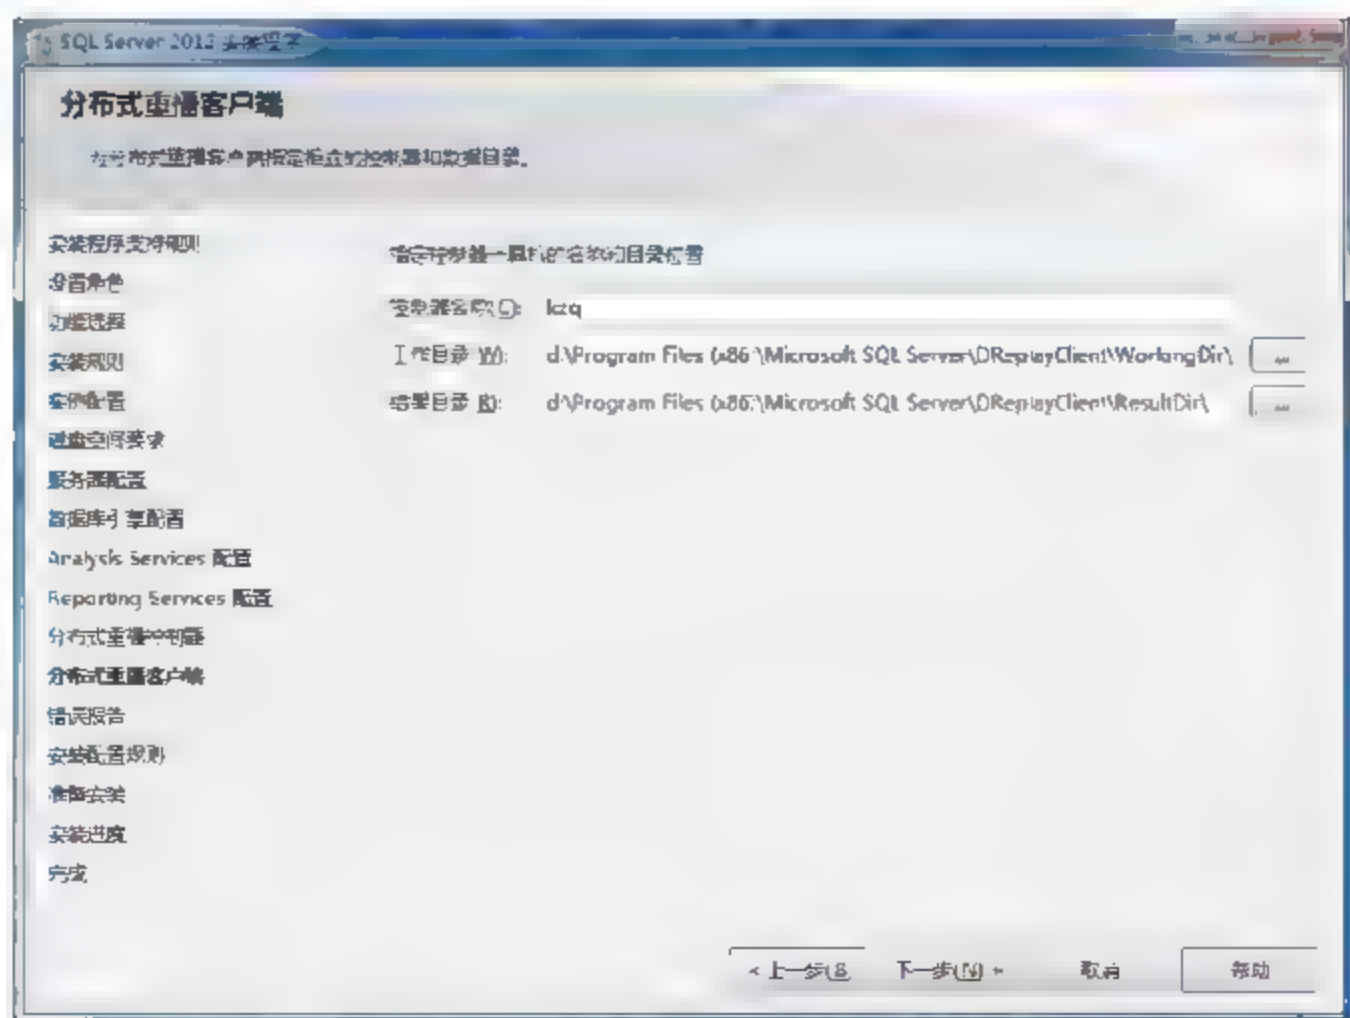 SQL Server 2012 安装程序
分布式重播客户端
为分布式重播客户端指定相应的控制器和数据目录。
安装程序支持规则
设置角色
功能选择
安装规则
实例配置
磁盘空间要求
服务器配置
数据库引擎配置
Analysis Services 配置
Reporting Services 配置
分布式重播控制器
分布式重播客户端
错误报告
安装配置规则
准备安装
安装进度
完成
指定控制器计算机的名称和目录位置
控制器名称(C): kzq
工作目录(W): d:\Program Files (x86)\Microsoft SQL Server\DReplayClient\WorkingDir\ ...
结果目录(R): d:\Program Files (x86)\Microsoft SQL Server\DReplayClient\ResultDir\ ...
< 上一步(B) 下一步(N) > 取消 帮助